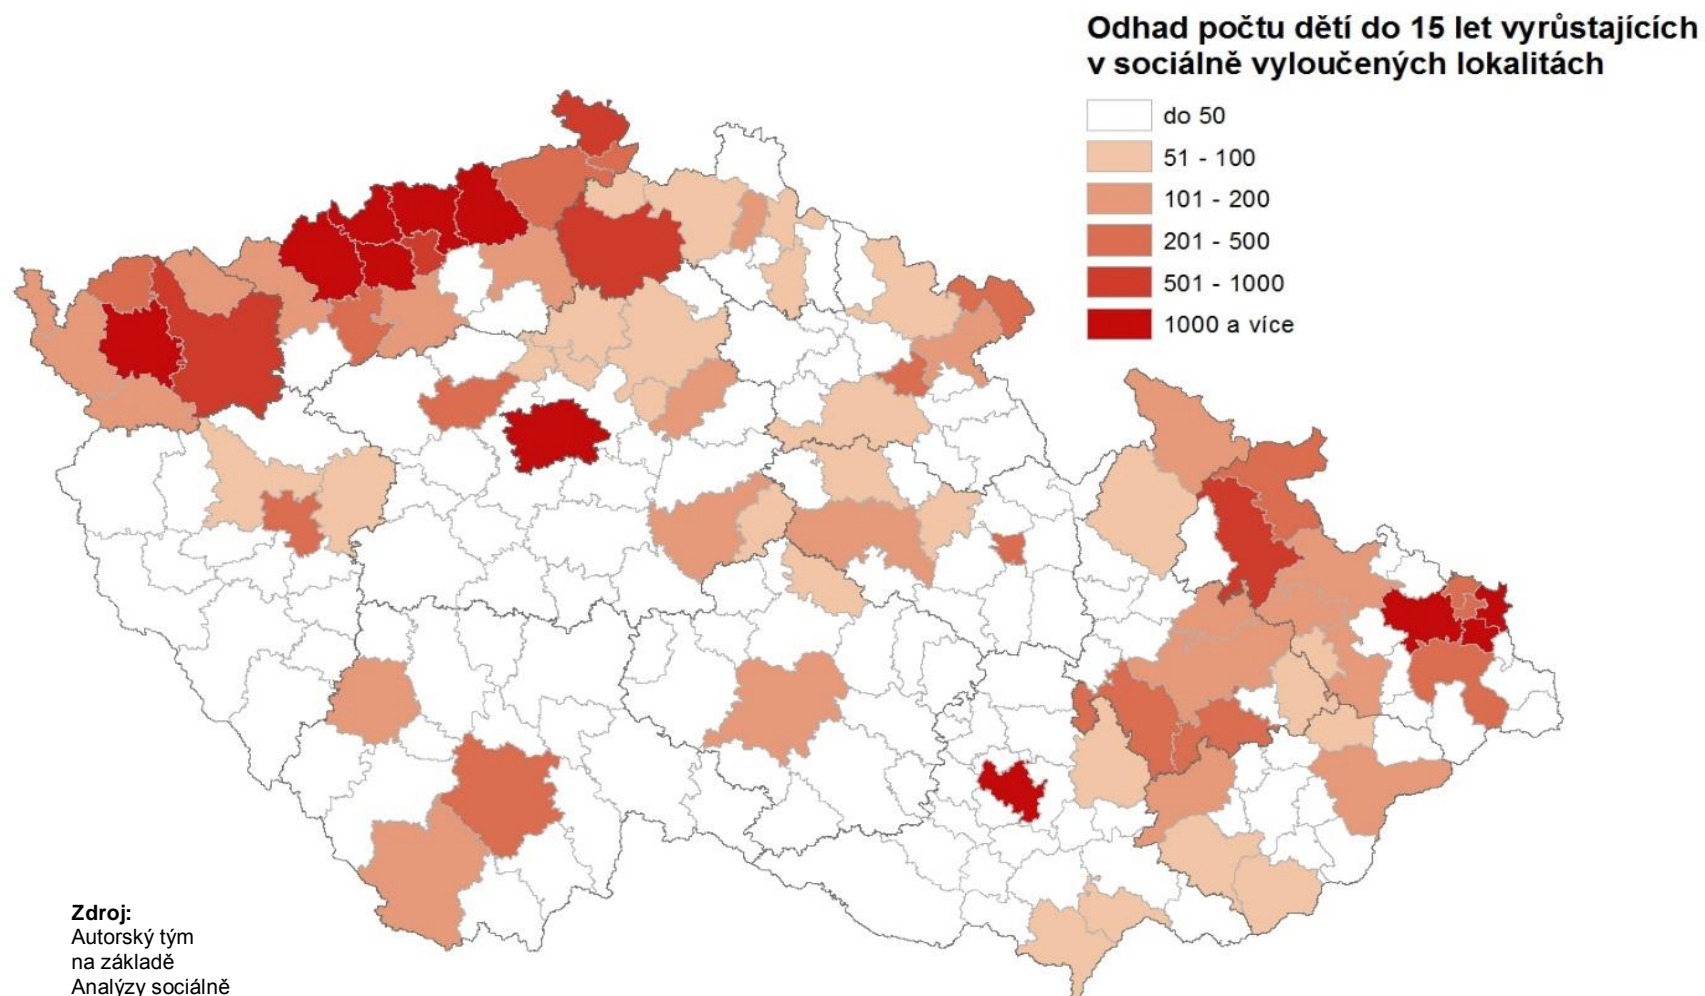 Odhad počtu dětí do 15 let vyrůstajících
v sociálně vyloučených lokalitách
do 50
51 - 100
101 - 200
201 - 500
501 - 1000
1000 a více
Zdroj:
Autorský tým
na základě
Analýzy sociálně